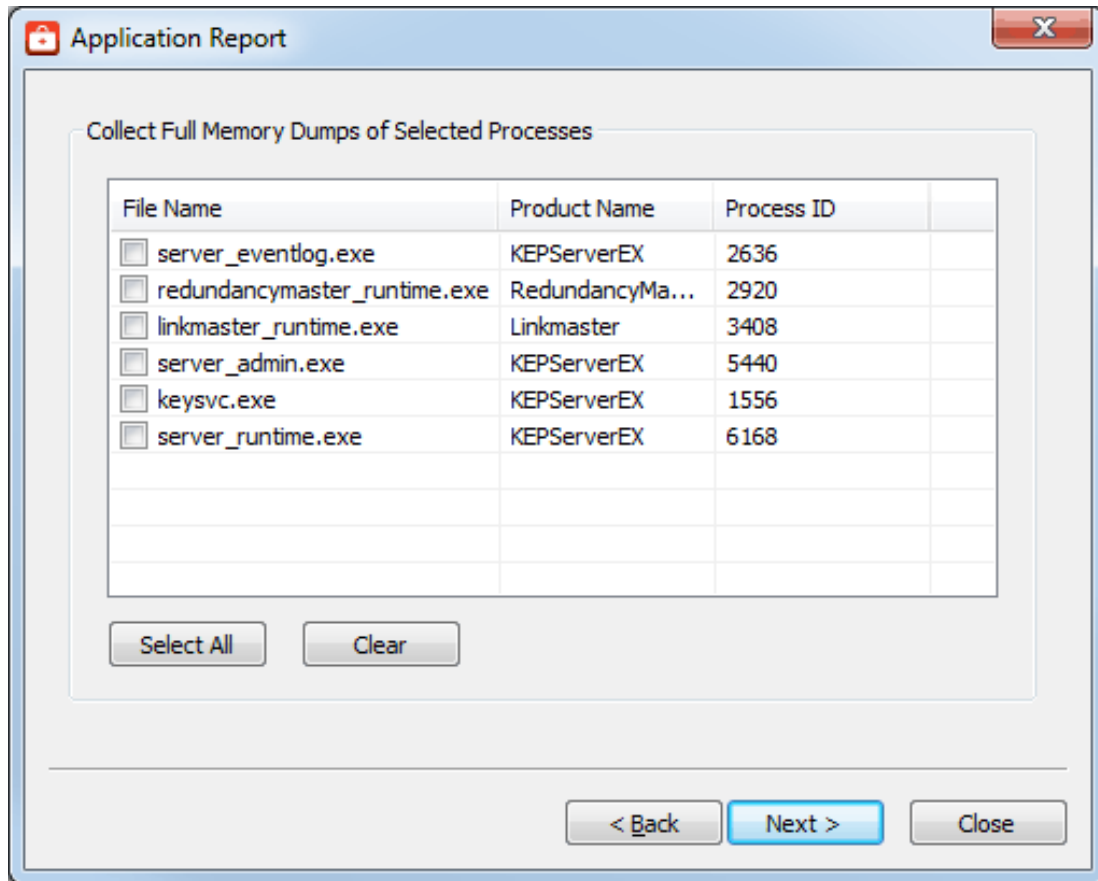 Application Report
Collect Full Memory Dumps of Selected Processes
File Name Product Name Process ID
server_eventlog.exe KEPServerEX 2636
redundancymaster_runtime.exe RedundancyMa... 2920
linkmaster_runtime.exe Linkmaster 3408
server_admin.exe KEPServerEX 5440
keysvc.exe KEPServerEX 1556
server_runtime.exe KEPServerEX 6168
Select All Clear
< Back Next > Close